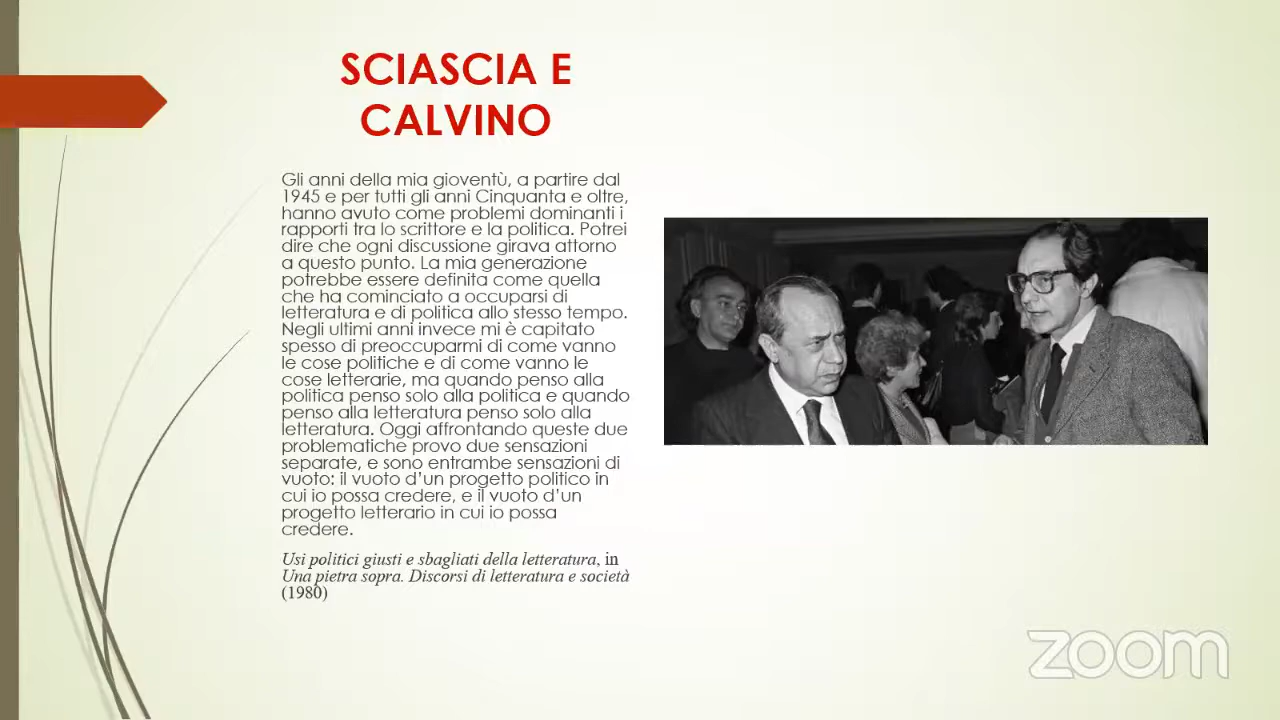 SCIASCIA E
CALVINO
Gli anni della mia gioventù, a partire dal
1945 e per tutti gli anni Cinquanta e oltre,
hanno avuto come problemi dominanti i
rapporti tra lo scrittore e la politica. Potrei
dire che ogni discussione girava attorno
a questo punto. La mia generazione
potrebbe essere definita come quella
che ha cominciato a occuparsi di
letteratura e di politica allo stesso tempo.
Negli ultimi anni invece mi è capitato
spesso di preoccuparmi di come vanno
le cose politiche e di come vanno le
cose letterarie, ma quando penso alla
politica penso solo alla politica e quando
penso alla letteratura penso solo alla
letteratura. Oggi affrontando queste due
problematiche provo due sensazioni
separate, e sono entrambe sensazioni di
vuoto: il vuoto d’un progetto politico in
cui io possa credere, e il vuoto d’un
progetto letterario in cui io possa
credere.
Usi politici giusti e sbagliati della letteratura, in
Una pietra sopra. Discorsi di letteratura e società
(1980)
zoom